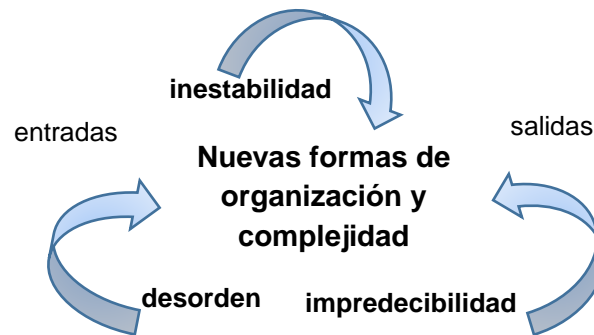 inestabilidad
entradas
salidas
Nuevas formas de
organización y
complejidad
desorden
impredecibilidad